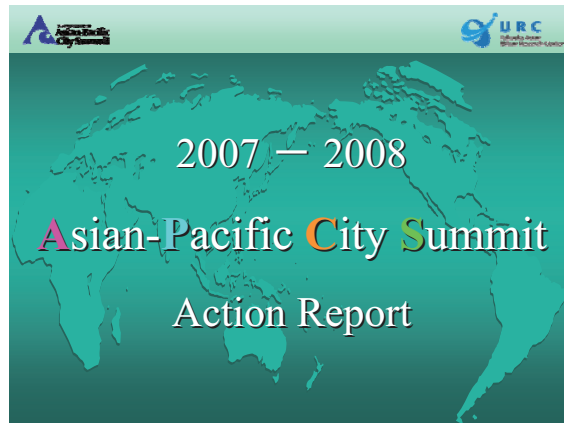 Asian-Pacific
City Summit
URC
2007 — 2008
Asian-Pacific City Summit
Action Report